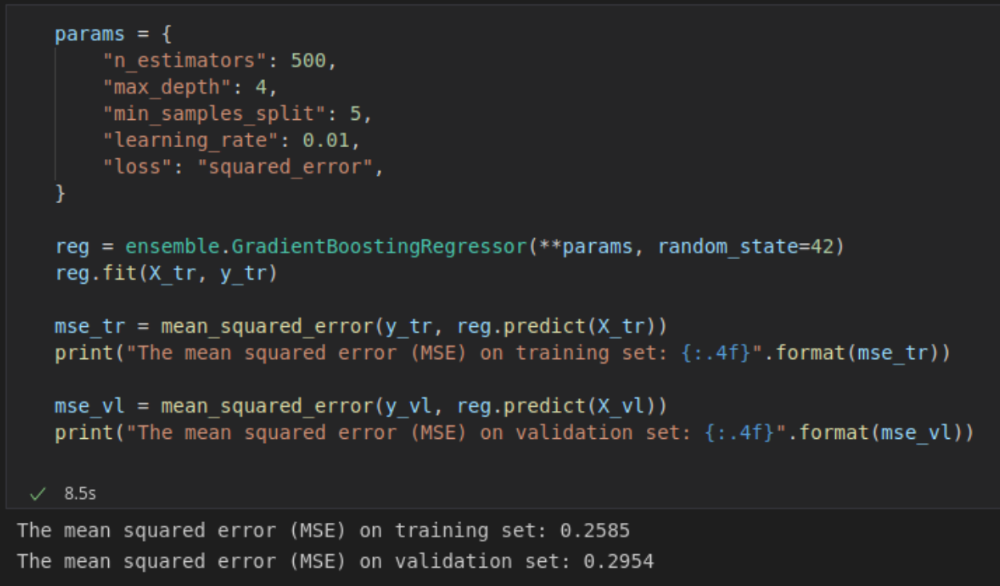 params = {
    "n_estimators": 500,
    "max_depth": 4,
    "min_samples_split": 5,
    "learning_rate": 0.01,
    "loss": "squared_error",
}
reg = ensemble.GradientBoostingRegressor(**params, random_state=42)
reg.fit(X_tr, y_tr)
mse_tr = mean_squared_error(y_tr, reg.predict(X_tr))
print("The mean squared error (MSE) on training set: {:.4f}".format(mse_tr))
mse_vl = mean_squared_error(y_vl, reg.predict(X_vl))
print("The mean squared error (MSE) on validation set: {:.4f}".format(mse_vl))
✓ 8.5s
The mean squared error (MSE) on training set: 0.2585
The mean squared error (MSE) on validation set: 0.2954